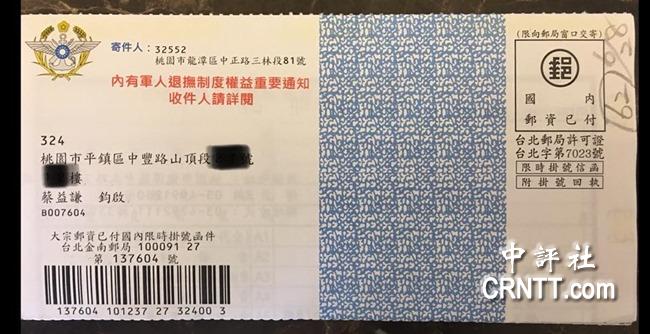 寄件人：32552
桃園市龍潭區中正路三林段81號
內有軍人退撫制度權益重要通知
收件人請詳閱
324
桃園市平鎮區中豐路山頂段號
樓
蔡益謙　鈞啟
B007604
大宗郵資已付國內限時掛號函件
台北金南郵局 100091 27
第 137604 號
137604 101237 27 32400 3
(限向郵局窗口交寄)
郵
國　內
郵資已付
台北郵局許可證
台北字第7023號
限時掛號信函
附掛號回執
中評社
CRNTT.com